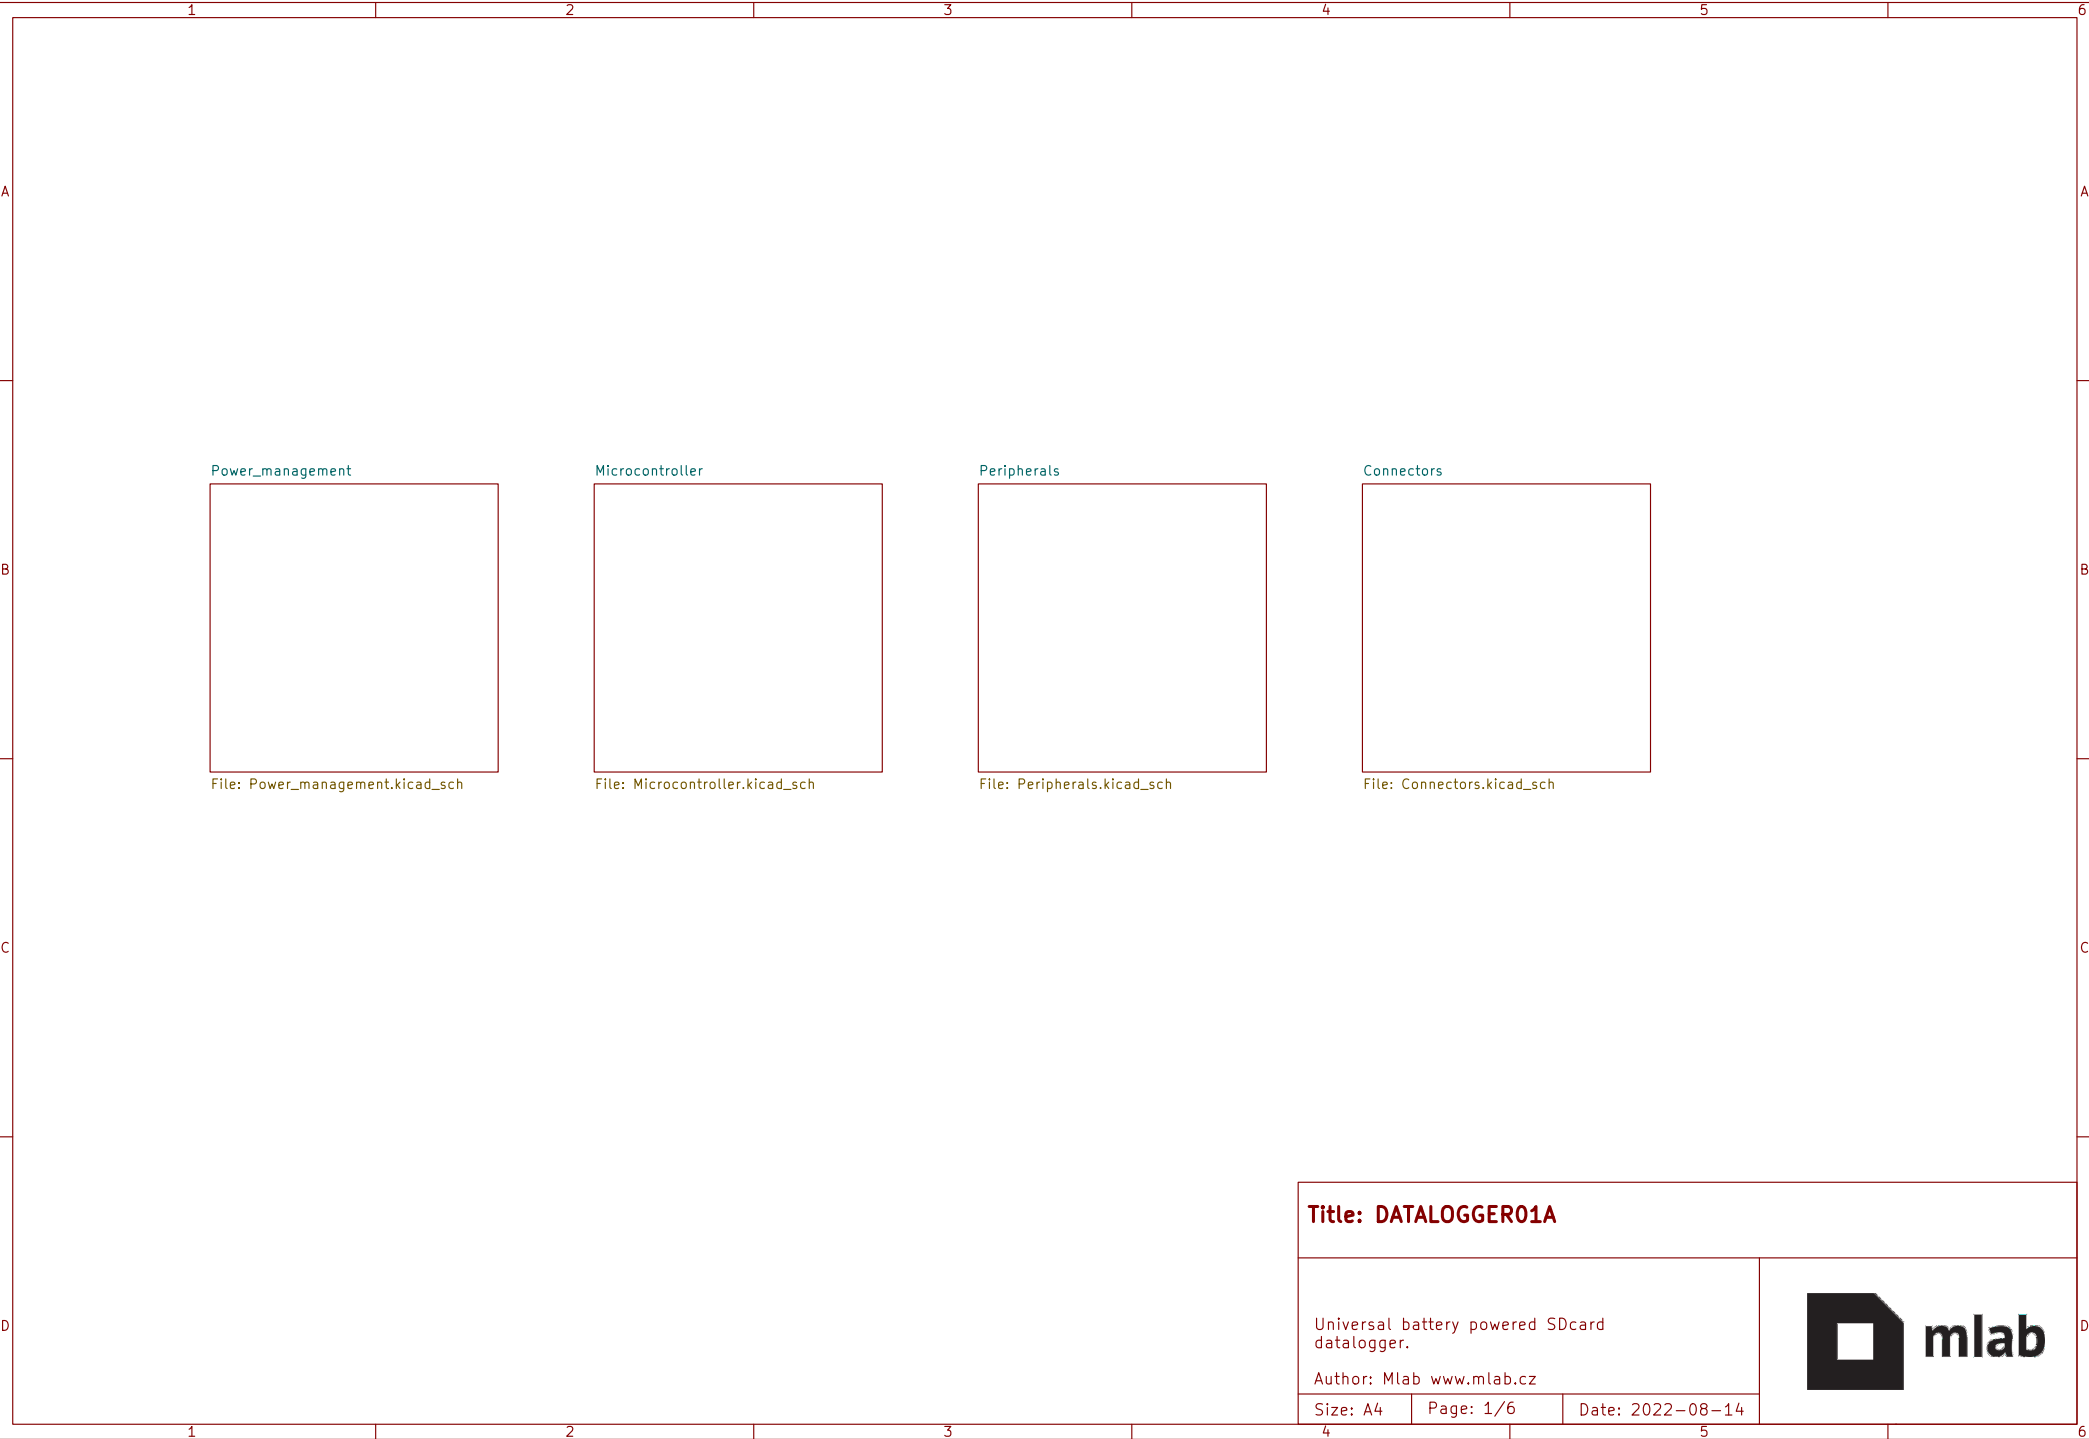 1 2 3 4 5 6
A A
Power_management Microcontroller Peripherals Connectors
B B
File: Power_management.kicad_sch File: Microcontroller.kicad_sch File: Peripherals.kicad_sch File: Connectors.kicad_sch
C C
Title: DATALOGGER01A
Universal battery powered SDcard
datalogger.
D D
mlab
Author: Mlab www.mlab.cz
Size: A4 Page: 1/6 Date: 2022-08-14
1 2 3 4 5 6